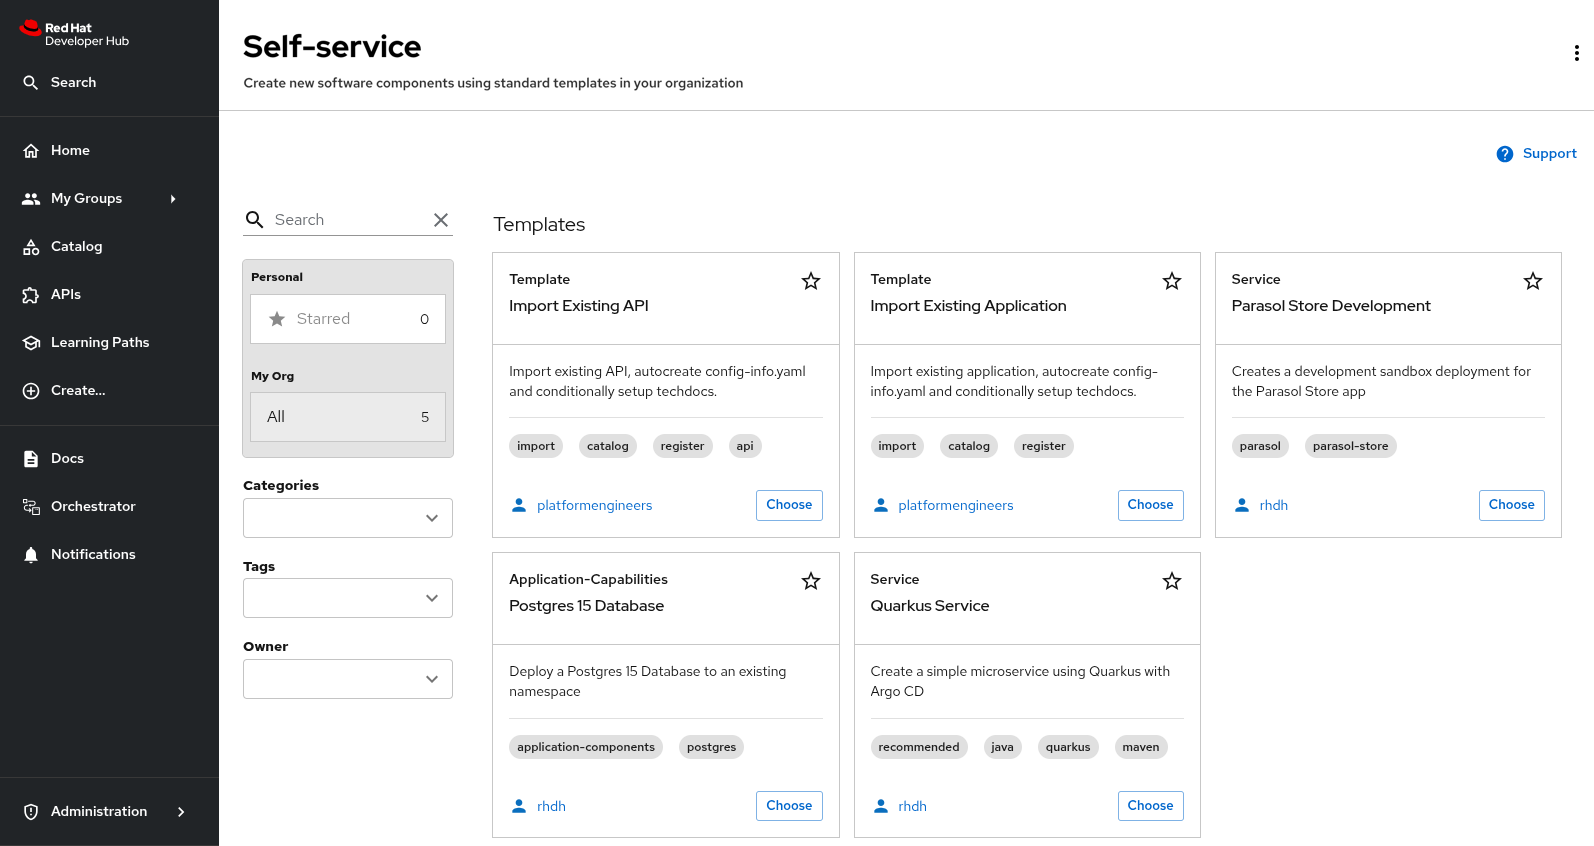 Red Hat
Developer Hub
Search
Home
My Groups
Catalog
APIs
Learning Paths
Create...
Docs
Orchestrator
Notifications
Administration
Self-service
Create new software components using standard templates in your organization
Support
Search
Personal
Starred 0
My Org
All 5
Categories
Tags
Owner
Templates
Template
Import Existing API
Import existing API, autocreate config-info.yaml
and conditionally setup techdocs.
import catalog register api
platformengineers Choose
Template
Import Existing Application
Import existing application, autocreate config-
info.yaml and conditionally setup techdocs.
import catalog register
platformengineers Choose
Service
Parasol Store Development
Creates a development sandbox deployment for
the Parasol Store app
parasol parasol-store
rhdh Choose
Application-Capabilities
Postgres 15 Database
Deploy a Postgres 15 Database to an existing
namespace
application-components postgres
rhdh Choose
Service
Quarkus Service
Create a simple microservice using Quarkus with
Argo CD
recommended java quarkus maven
rhdh Choose